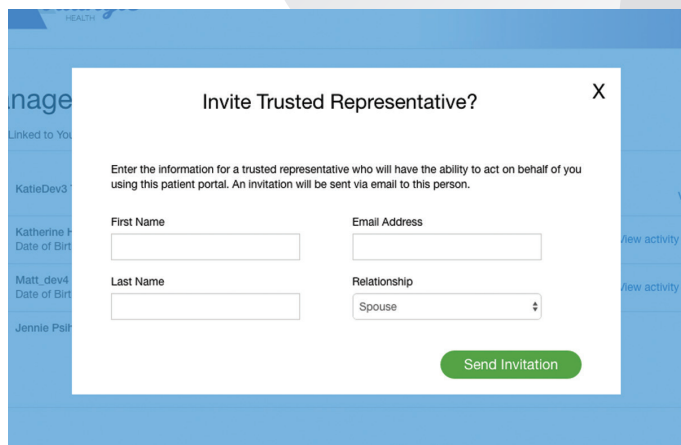 HEALTH
Linked to You
Invite Trusted Representative?
X
Enter the information for a trusted representative who will have the ability to act on behalf of you
using this patient portal. An invitation will be sent via email to this person.
First Name
Email Address
Last Name
Relationship
Spouse
Send Invitation
KatieDev3
Katherine H
Date of Birt
View activity
Matt_dev4
Date of Birt
View activity
Jennie Psih